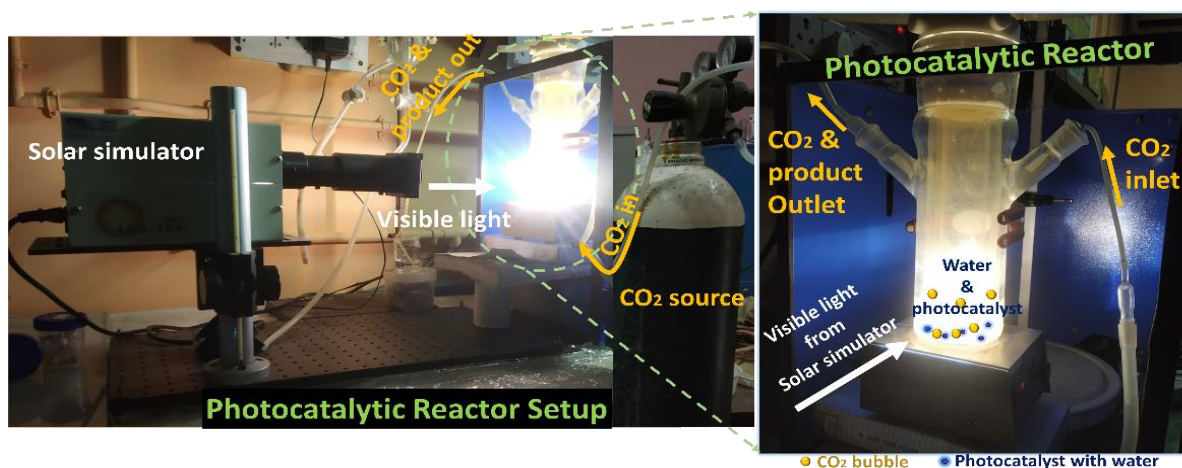 CO₂ &
product out
Solar simulator
Visible light
CO₂ in
CO₂ source
Photocatalytic Reactor Setup
Photocatalytic Reactor
CO₂ &
product
Outlet
CO₂
inlet
Water
&
photocatalyst
Visible light
from
Solar simulator
CO₂ bubble
Photocatalyst with water